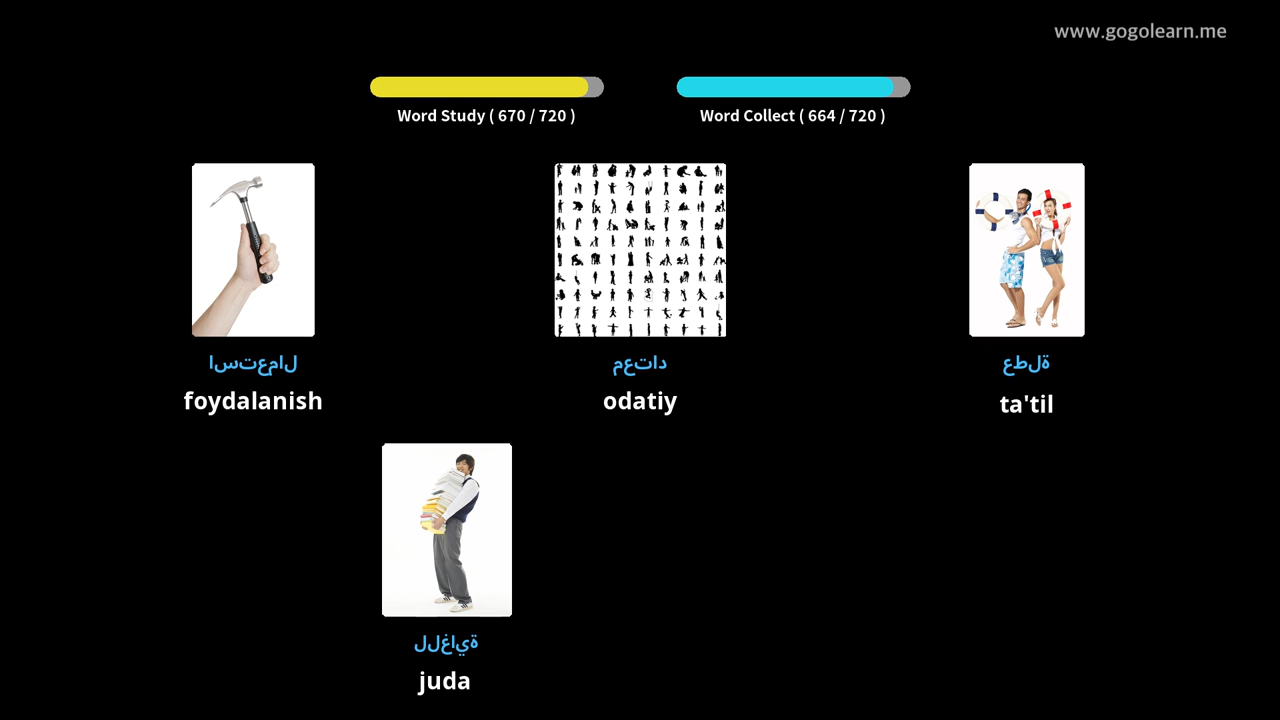 www.gogolearn.me
Word Study ( 670 / 720 )
Word Collect ( 664 / 720 )
استعمال
معتاد
عطلة
foydalanish
odatiy
ta'til
للغاية
juda